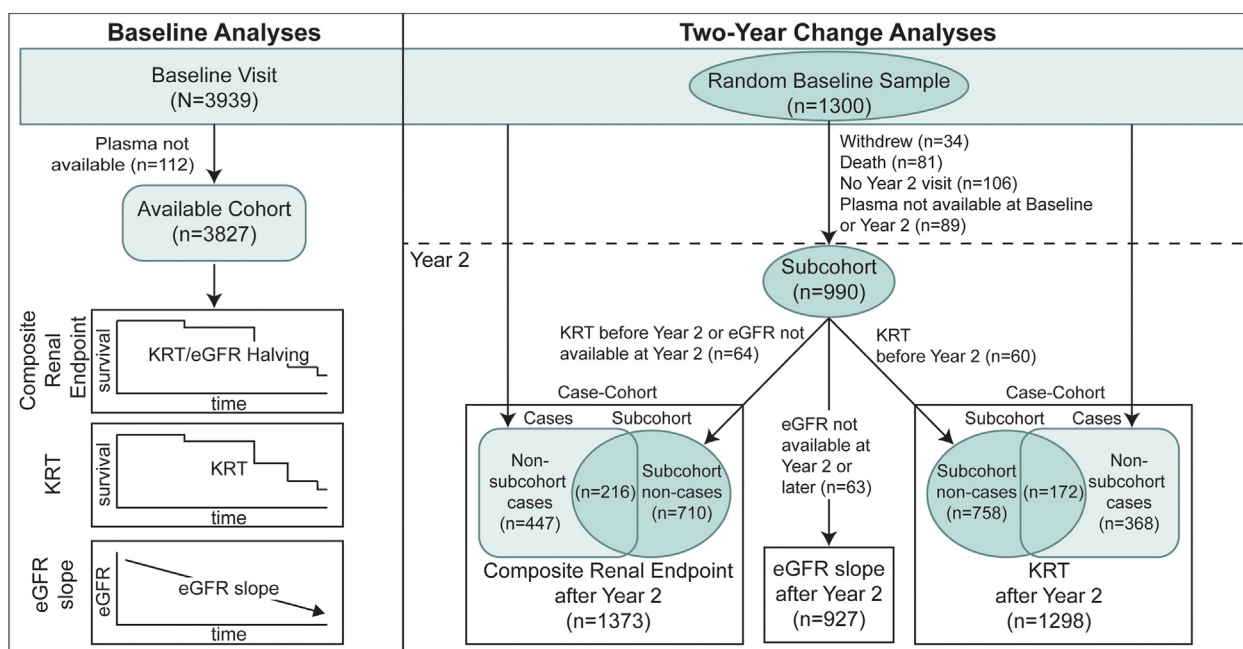 Baseline Analyses
Baseline Visit
(N=3939)
Plasma not
available (n=112)
Available Cohort
(n=3827)
Composite
Renal
Endpoint
survival
KRT/eGFR Halving
time
KRT
survival
KRT
time
eGFR
slope
eGFR
eGFR slope
time
Two-Year Change Analyses
Random Baseline Sample
(n=1300)
Withdrew (n=34)
Death (n=81)
No Year 2 visit (n=106)
Plasma not available at Baseline
or Year 2 (n=89)
Year 2
Subcohort
(n=990)
KRT before Year 2 or eGFR not
available at Year 2 (n=64)
KRT
before Year 2 (n=60)
Case-Cohort
Cases
Subcohort
Non-
subcohort
cases
(n=447)
(n=216)
Subcohort
non-cases
(n=710)
Composite Renal Endpoint
after Year 2
(n=1373)
eGFR not
available at
Year 2 or
later (n=63)
eGFR slope
after Year 2
(n=927)
Case-Cohort
Subcohort
Cases
Subcohort
non-cases
(n=758)
(n=172)
Non-
subcohort
cases
(n=368)
KRT
after Year 2
(n=1298)